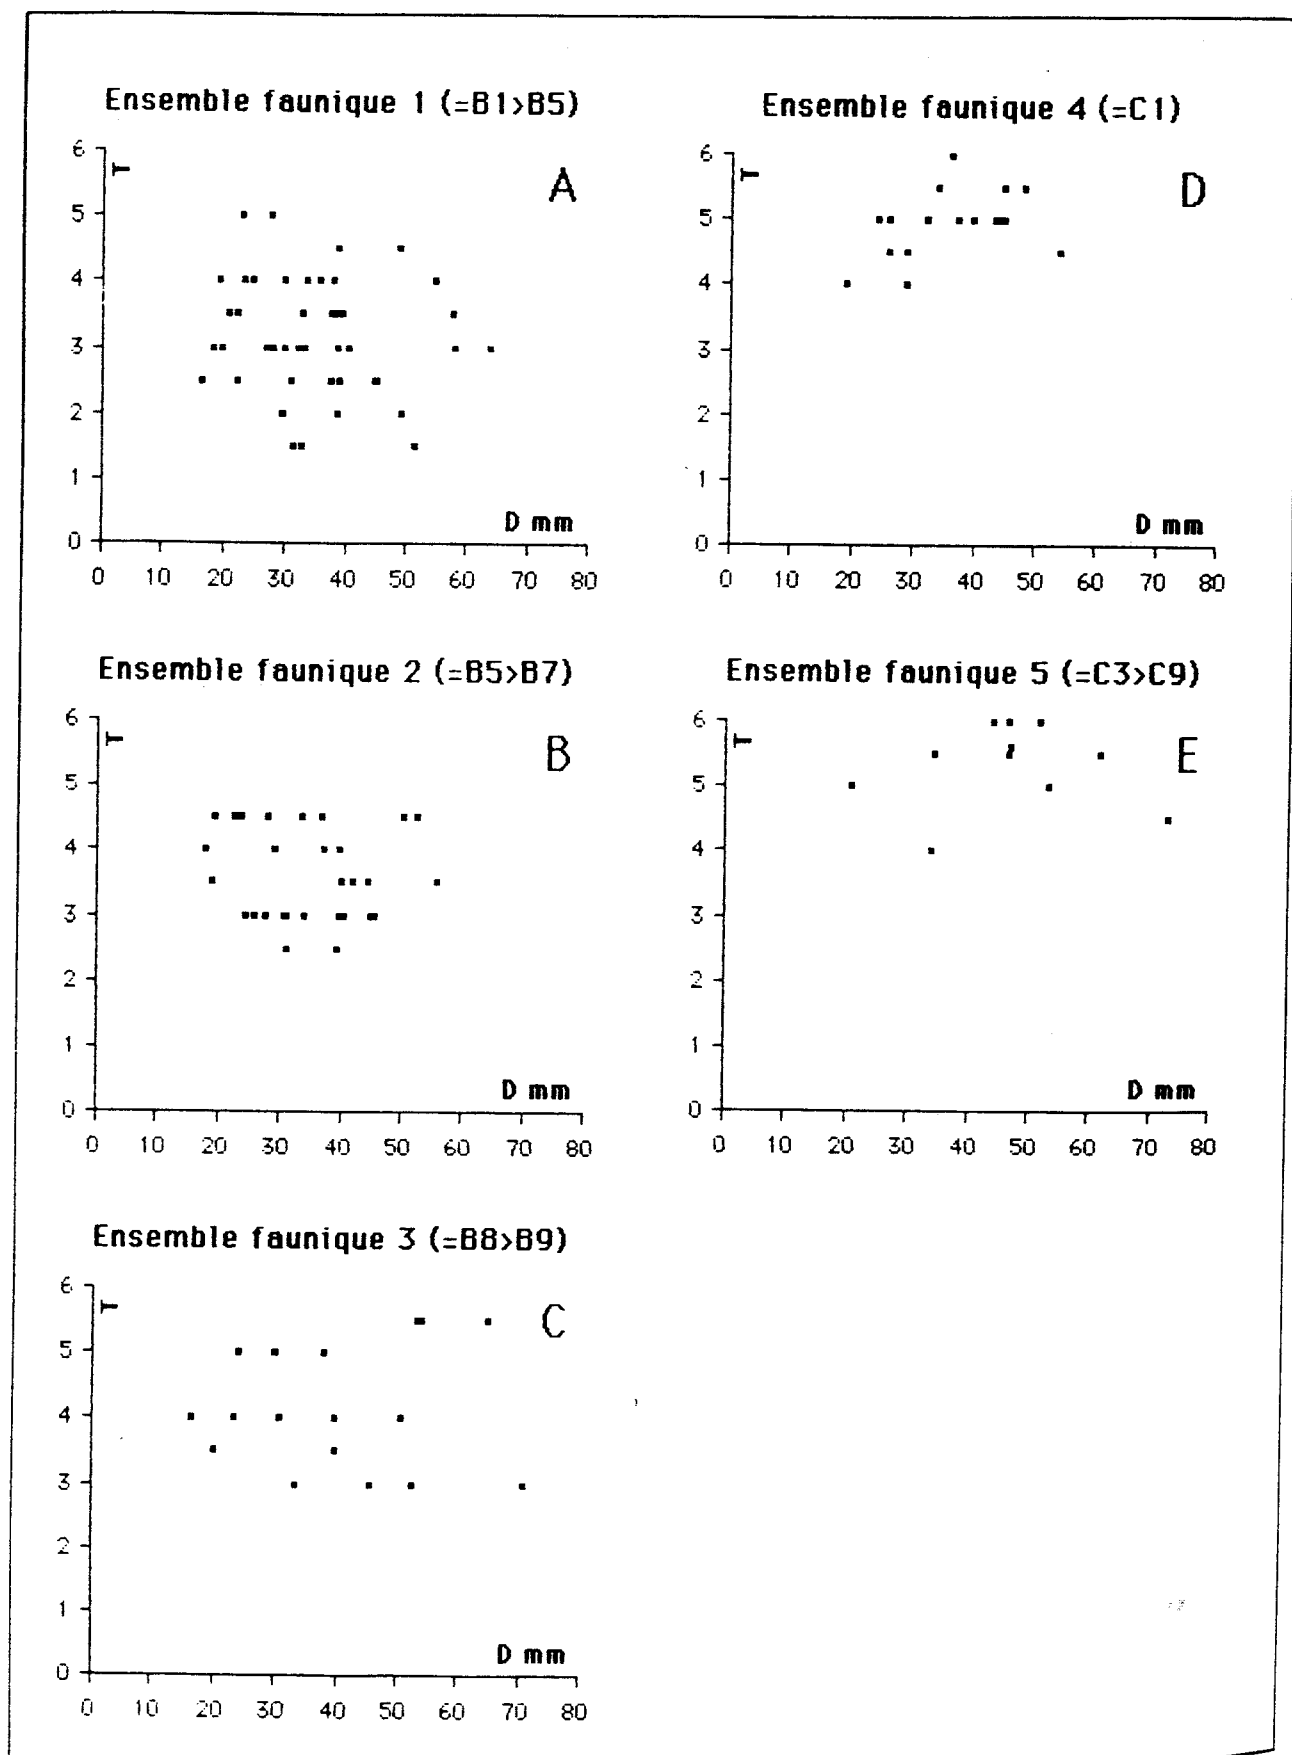 Ensemble faunique 1 (=B1>B5)
6
T
A
5
4
3
2
1
D mm
0
0 10 20 30 40 50 60 70 80
Ensemble faunique 4 (=C1)
6
T
D
5
4
3
2
1
D mm
0
0 10 20 30 40 50 60 70 80
Ensemble faunique 2 (=B5>B7)
6
T
B
5
4
3
2
1
D mm
0
0 10 20 30 40 50 60 70 80
Ensemble faunique 5 (=C3>C9)
6
T
E
5
4
3
2
1
D mm
0
0 10 20 30 40 50 60 70 80
Ensemble faunique 3 (=B8>B9)
6
T
C
5
4
3
2
1
D mm
0
0 10 20 30 40 50 60 70 80